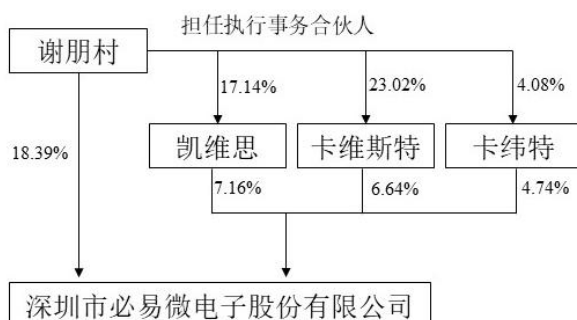 担任执行事务合伙人
谢朋村
17.14%
23.02%
4.08%
18.39%
凯维思
卡维斯特
卡纬特
7.16%
6.64%
4.74%
深圳市必易微电子股份有限公司